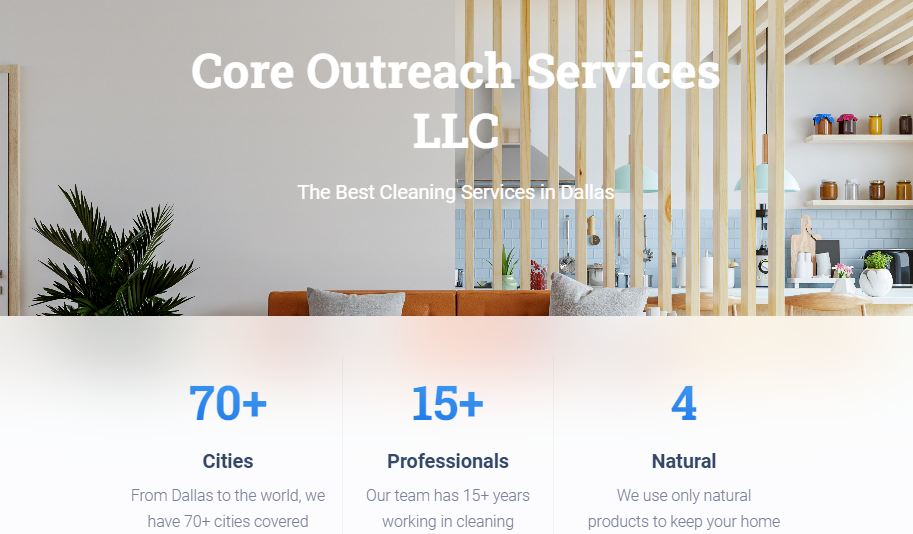 Core Outreach Services
LLC
The Best Cleaning Services in Dallas
70+
15+
4
Cities
Professionals
Natural
From Dallas to the world, we
have 70+ cities covered
Our team has 15+ years
working in cleaning
We use only natural
products to keep your home